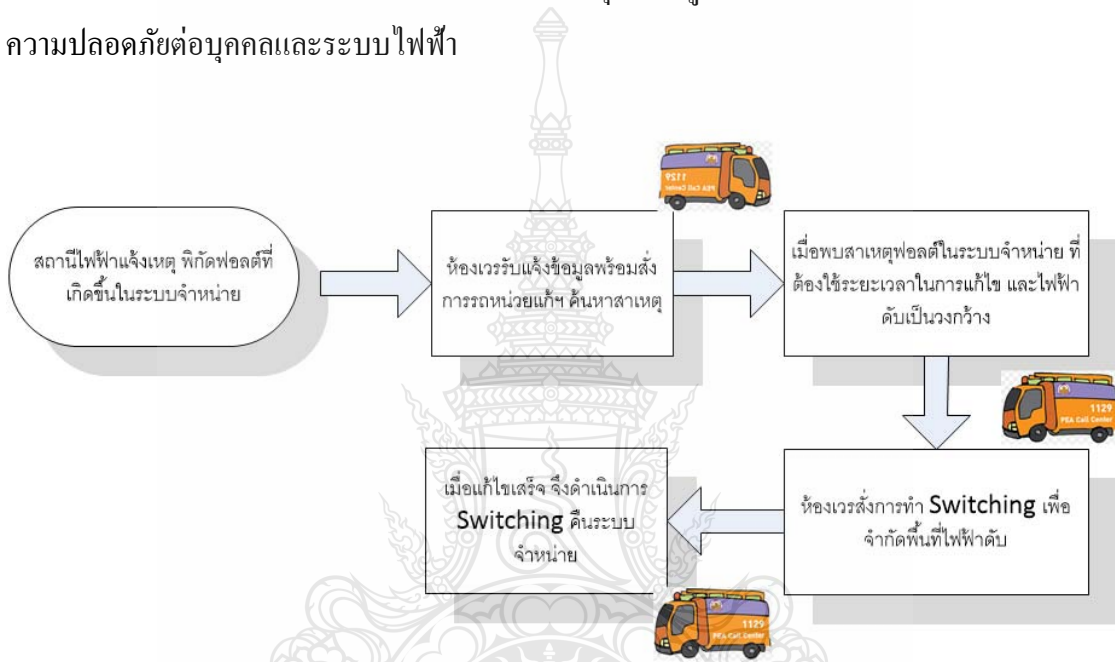 ความปลอดภัยต่อบุคคลและระบบไฟฟ้า
สถานีไฟฟ้าแจ้งเหตุ พิกัดฟอลต์ที่
เกิดขึ้นในระบบจำหน่าย
ห้องเวรรับแจ้งข้อมูลพร้อมสั่ง
การรถหน่วยแก้ฯ ค้นหาสาเหตุ
1129
PEA Call Center
เมื่อพบสาเหตุฟอลต์ในระบบจำหน่าย ที่
ต้องใช้ระยะเวลาในการแก้ไข และไฟฟ้า
ดับเป็นวงกว้าง
1129
PEA Call Center
ห้องเวรสั่งการทำ Switching เพื่อ
จำกัดพื้นที่ไฟฟ้าดับ
เมื่อแก้ไขเสร็จ จึงดำเนินการ
Switching คืนระบบ
จำหน่าย
1129
PEA Call Center